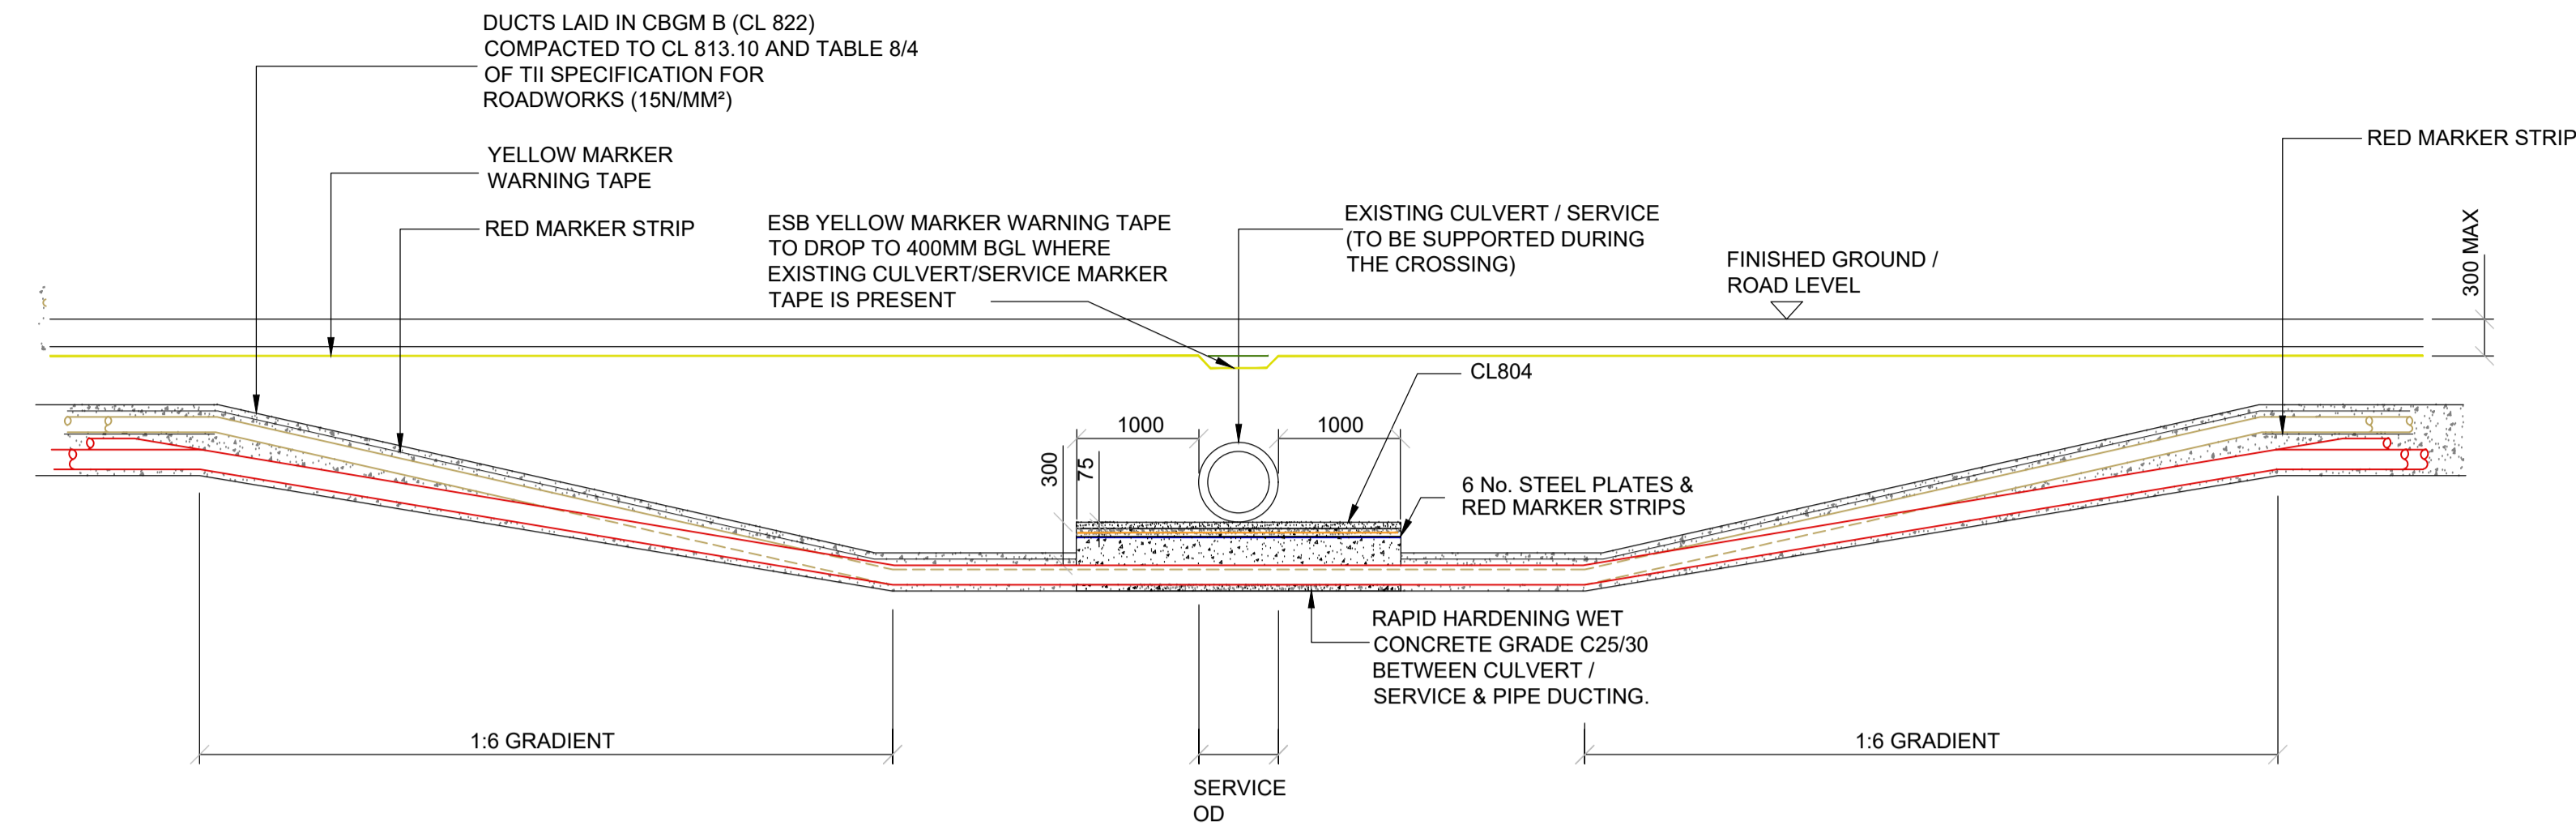 DUCTS LAID IN CBGM B (CL 822)
COMPACTED TO CL 813.10 AND TABLE 8/4
OF TII SPECIFICATION FOR
ROADWORKS (15N/MM²)
YELLOW MARKER
WARNING TAPE
RED MARKER STRIP
ESB YELLOW MARKER WARNING TAPE
TO DROP TO 400MM BGL WHERE
EXISTING CULVERT/SERVICE MARKER
TAPE IS PRESENT
EXISTING CULVERT / SERVICE
(TO BE SUPPORTED DURING
THE CROSSING)
FINISHED GROUND /
ROAD LEVEL
RED MARKER STRIP
300 MAX
CL804
1000
1000
300
75
6 No. STEEL PLATES &
RED MARKER STRIPS
RAPID HARDENING WET
CONCRETE GRADE C25/30
BETWEEN CULVERT /
SERVICE & PIPE DUCTING.
1:6 GRADIENT
1:6 GRADIENT
SERVICE
OD